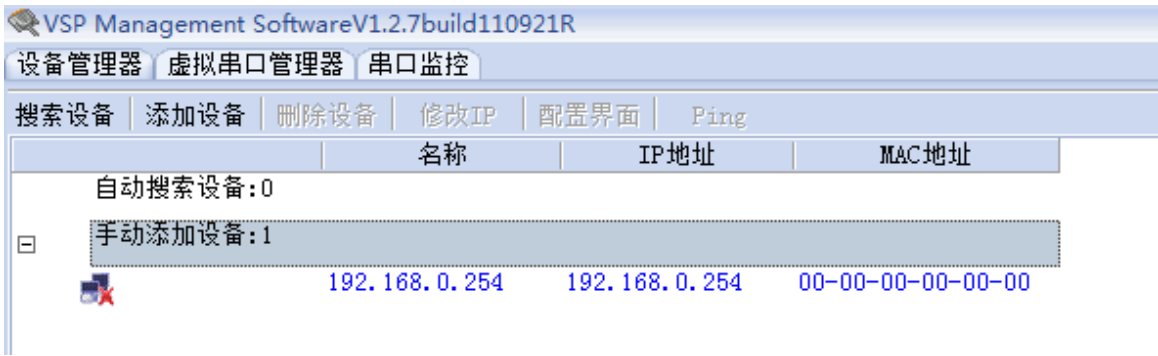 VSP Management SoftwareV1.2.7build110921R
设备管理器 虚拟串口管理器 串口监控
搜索设备 添加设备 删除设备 修改IP 配置界面 Ping
名称 IP地址 MAC地址
自动搜索设备:0
手动添加设备:1
192.168.0.254 192.168.0.254 00-00-00-00-00-00